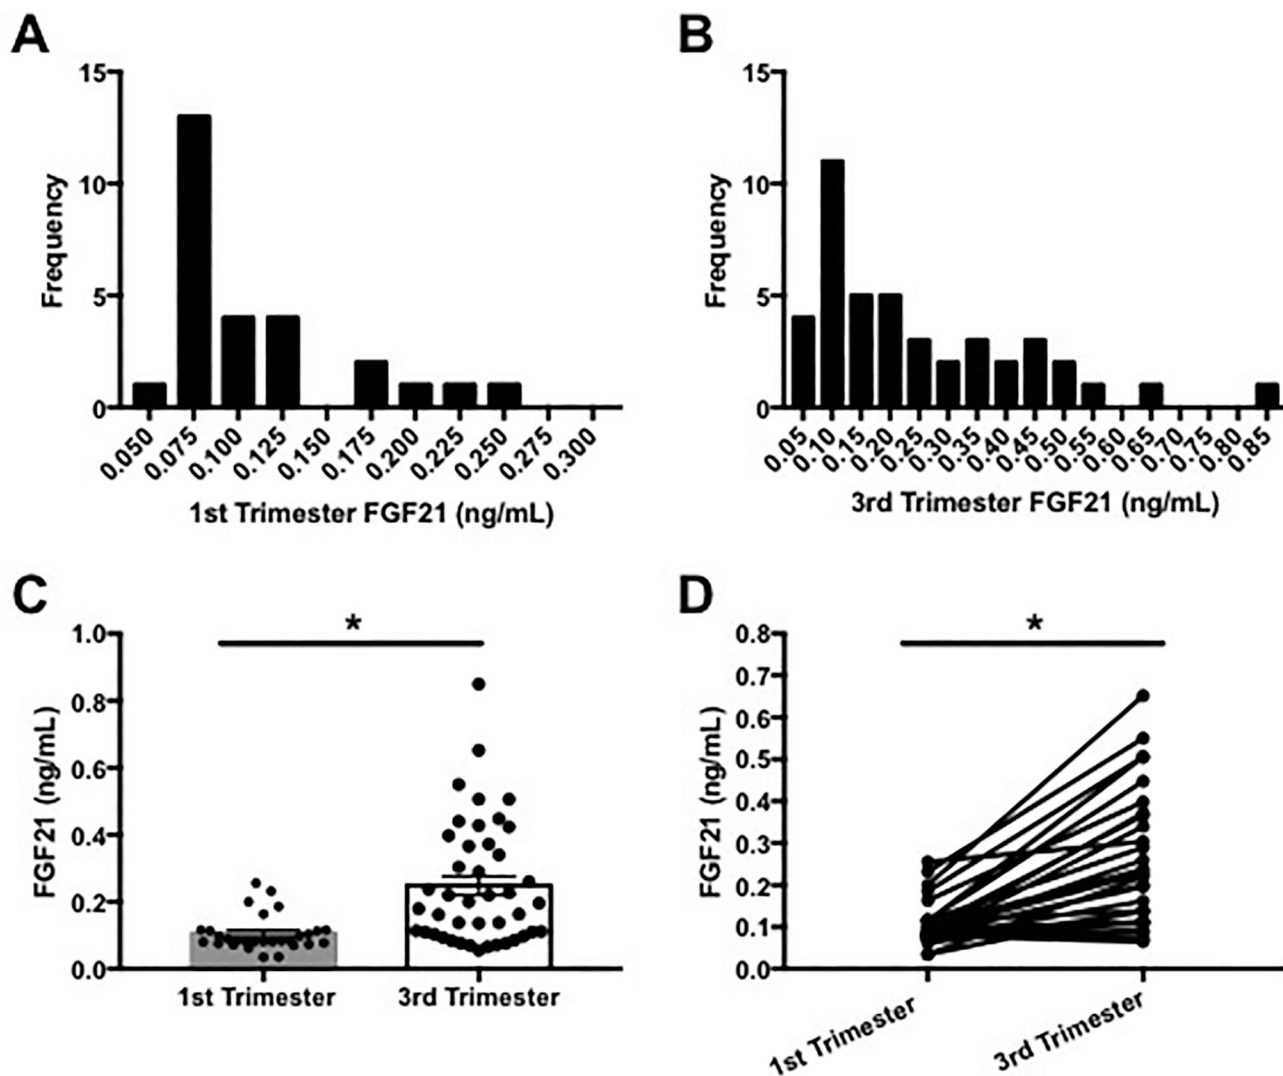 A
15
10
5
0
Frequency
0.050 0.075 0.100 0.125 0.150 0.175 0.200 0.225 0.250 0.275 0.300
1st Trimester FGF21 (ng/mL)
B
15
10
5
0
Frequency
0.05 0.10 0.15 0.20 0.25 0.30 0.35 0.40 0.45 0.50 0.55 0.60 0.65 0.70 0.75 0.80 0.85
3rd Trimester FGF21 (ng/mL)
C
*
1.0
0.8
0.6
0.4
0.2
0.0
FGF21 (ng/mL)
1st Trimester 3rd Trimester
D
*
0.8
0.7
0.6
0.5
0.4
0.3
0.2
0.1
0.0
FGF21 (ng/mL)
1st Trimester 3rd Trimester